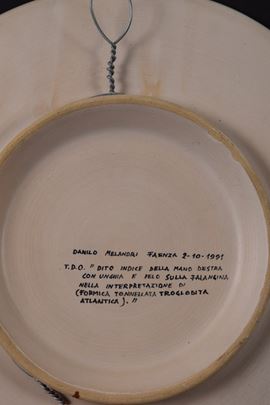 DANILO MELANDRI FAENZA 2-10-1991
T.D.O. "DITO INDICE DELLA MANO DESTRA
CON UNGHIA E PELO SULLA FALANGINA
NELLA INTERPRETAZIONE DI
(FORMICA TONNELLATA TROGLODITA
ATLANTICA)."